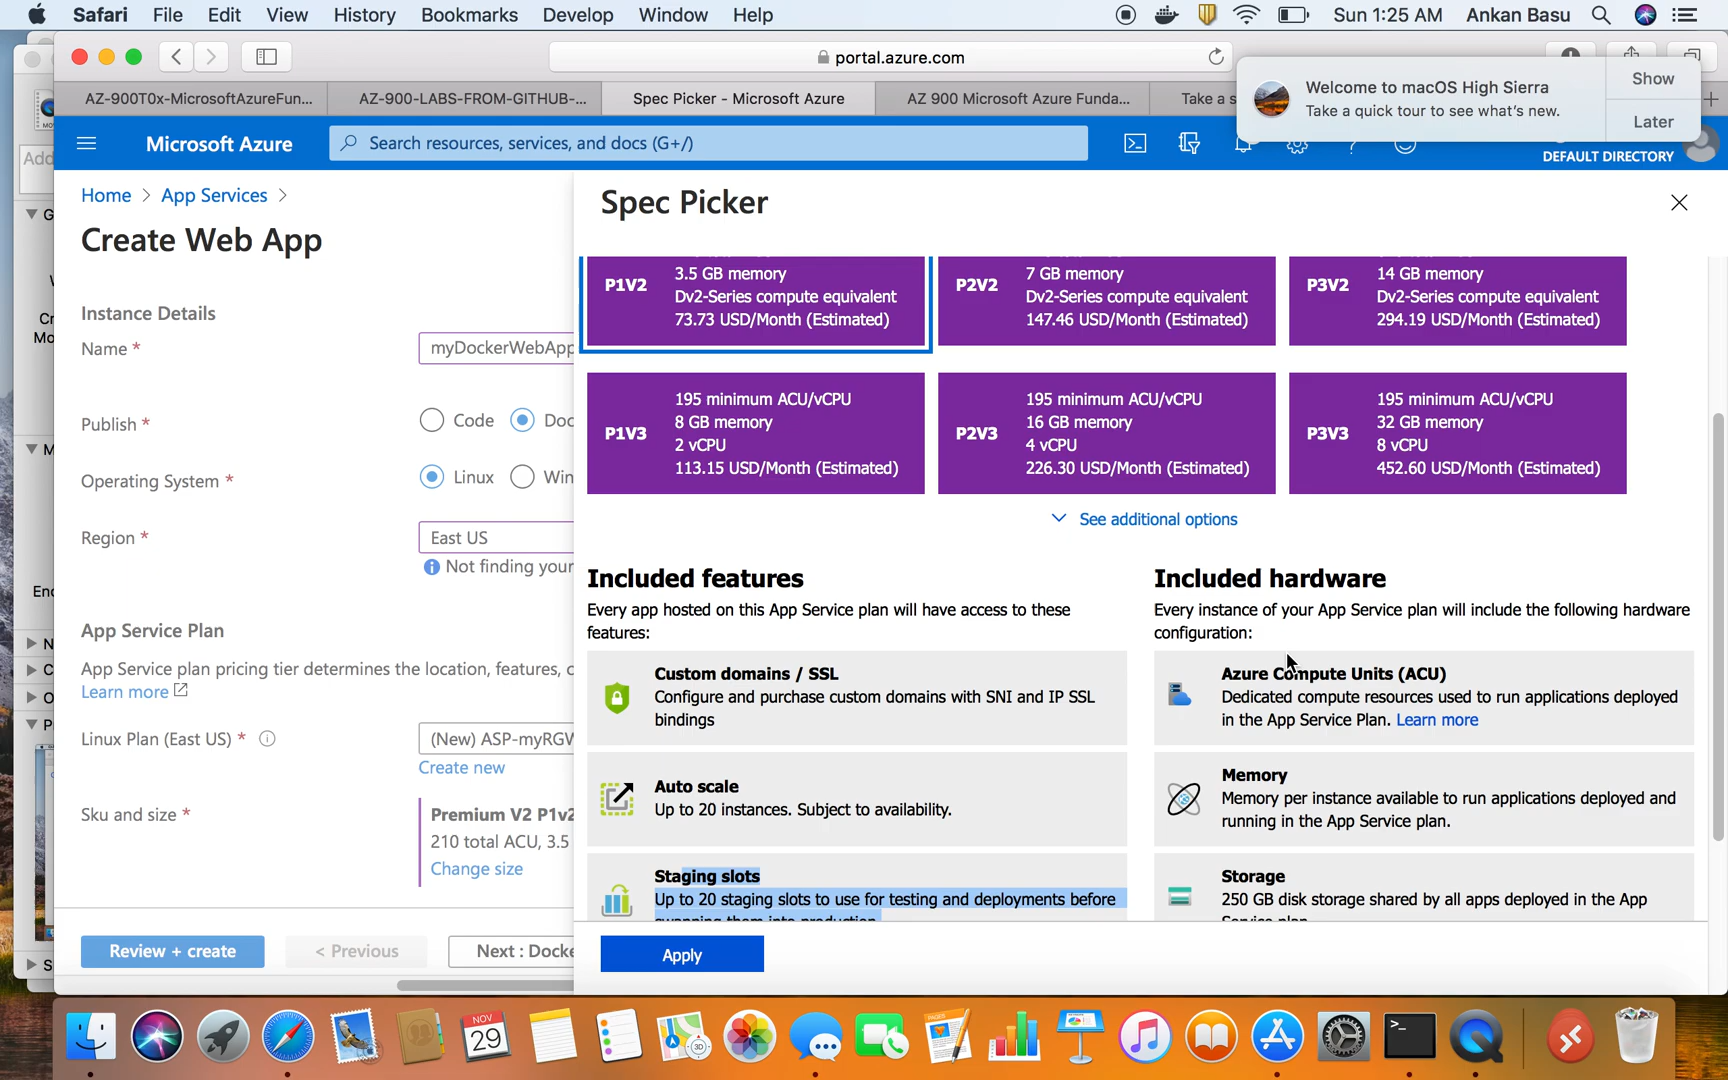 Safari File Edit View History Bookmarks Develop Window Help
Sun 1:25 AM Ankan Basu
portal.azure.com
AZ-900T0x-MicrosoftAzureFun...
AZ-900-LABS-FROM-GITHUB-...
Spec Picker - Microsoft Azure
AZ 900 Microsoft Azure Funda...
Take a s
Welcome to macOS High Sierra
Take a quick tour to see what's new.
Show
Later
Microsoft Azure
Search resources, services, and docs (G+/)
DEFAULT DIRECTORY
Home > App Services >
Create Web App
Instance Details
Name *
myDockerWebApp
Publish *
Code
Doc
Operating System *
Linux
Win
Region *
East US
Not finding your
App Service Plan
App Service plan pricing tier determines the location, features, c
Learn more
Linux Plan (East US) *
(New) ASP-myRGV
Create new
Sku and size *
Premium V2 P1v2
210 total ACU, 3.5
Change size
Review + create
< Previous
Next : Docke
Spec Picker
P1V2
3.5 GB memory
Dv2-Series compute equivalent
73.73 USD/Month (Estimated)
P2V2
7 GB memory
Dv2-Series compute equivalent
147.46 USD/Month (Estimated)
P3V2
14 GB memory
Dv2-Series compute equivalent
294.19 USD/Month (Estimated)
P1V3
195 minimum ACU/vCPU
8 GB memory
2 vCPU
113.15 USD/Month (Estimated)
P2V3
195 minimum ACU/vCPU
16 GB memory
4 vCPU
226.30 USD/Month (Estimated)
P3V3
195 minimum ACU/vCPU
32 GB memory
8 vCPU
452.60 USD/Month (Estimated)
See additional options
Included features
Every app hosted on this App Service plan will have access to these
features:
Custom domains / SSL
Configure and purchase custom domains with SNI and IP SSL
bindings
Auto scale
Up to 20 instances. Subject to availability.
Staging slots
Up to 20 staging slots to use for testing and deployments before
swapping them into production.
Included hardware
Every instance of your App Service plan will include the following hardware
configuration:
Azure Compute Units (ACU)
Dedicated compute resources used to run applications deployed
in the App Service Plan. Learn more
Memory
Memory per instance available to run applications deployed and
running in the App Service plan.
Storage
250 GB disk storage shared by all apps deployed in the App
Service plan.
Apply
Add
Cr
Mo
Enc
NOV
29
PAGES